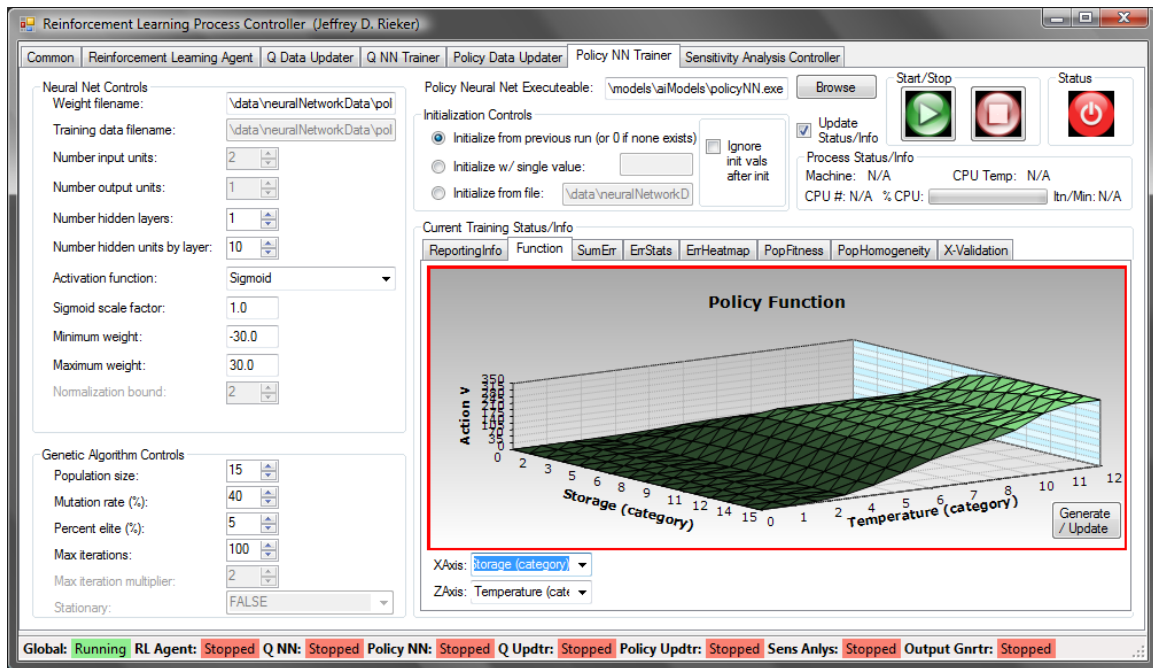 Reinforcement Learning Process Controller (Jeffrey D. Rieker)
Common Reinforcement Learning Agent Q Data Updater Q NN Trainer Policy Data Updater Policy NN Trainer Sensitivity Analysis Controller
Neural Net Controls
Weight filename: \data\neuralNetworkData\pol
Training data filename: \data\neuralNetworkData\pol
Number input units: 2
Number output units: 1
Number hidden layers: 1
Number hidden units by layer: 10
Activation function: Sigmoid
Sigmoid scale factor: 1.0
Minimum weight: -30.0
Maximum weight: 30.0
Normalization bound: 2
Genetic Algorithm Controls
Population size: 15
Mutation rate (%): 40
Percent elite (%): 5
Max iterations: 100
Max iteration multiplier: 2
Stationary: FALSE
Policy Neural Net Executeable: \models\aiModels\policyNN.exe Browse
Initialization Controls
Initialize from previous run (or 0 if none exists)
Initialize w/ single value:
Initialize from file: \data\neuralNetworkD
Ignore
init vals
after init
Update
Status/Info
Start/Stop
Status
Process Status/Info
Machine: N/A CPU Temp: N/A
CPU #: N/A % CPU: Itn/Min: N/A
Current Training Status/Info
ReportingInfo Function SumErr ErrStats ErrHeatmap PopFitness PopHomogeneity X-Validation
Policy Function
Action V
350
35
0
0 2 3 5 6 8 9 11 12 14 15
Storage (category)
0 1 2 4 5 6 7 8 10 11 12
Temperature (category)
Generate
/ Update
XAxis: Storage (category)
ZAxis: Temperature (cate
Global: Running RL Agent: Stopped Q NN: Stopped Policy NN: Stopped Q Updtr: Stopped Policy Updtr: Stopped Sens Anlys: Stopped Output Gnrtr: Stopped